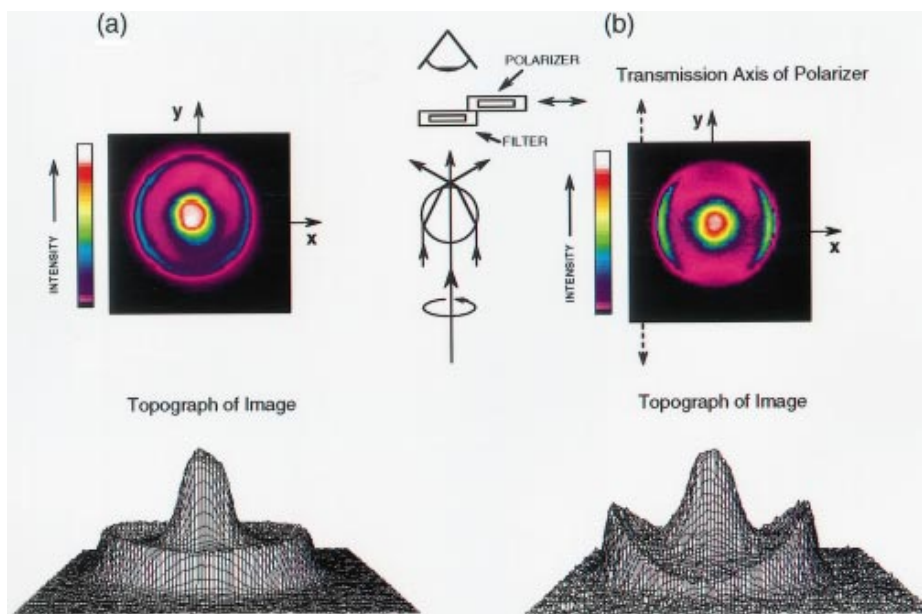 (a)
y
x
INTENSITY
Topograph of Image
POLARIZER
FILTER
(b)
Transmission Axis of Polarizer
y
x
INTENSITY
Topograph of Image